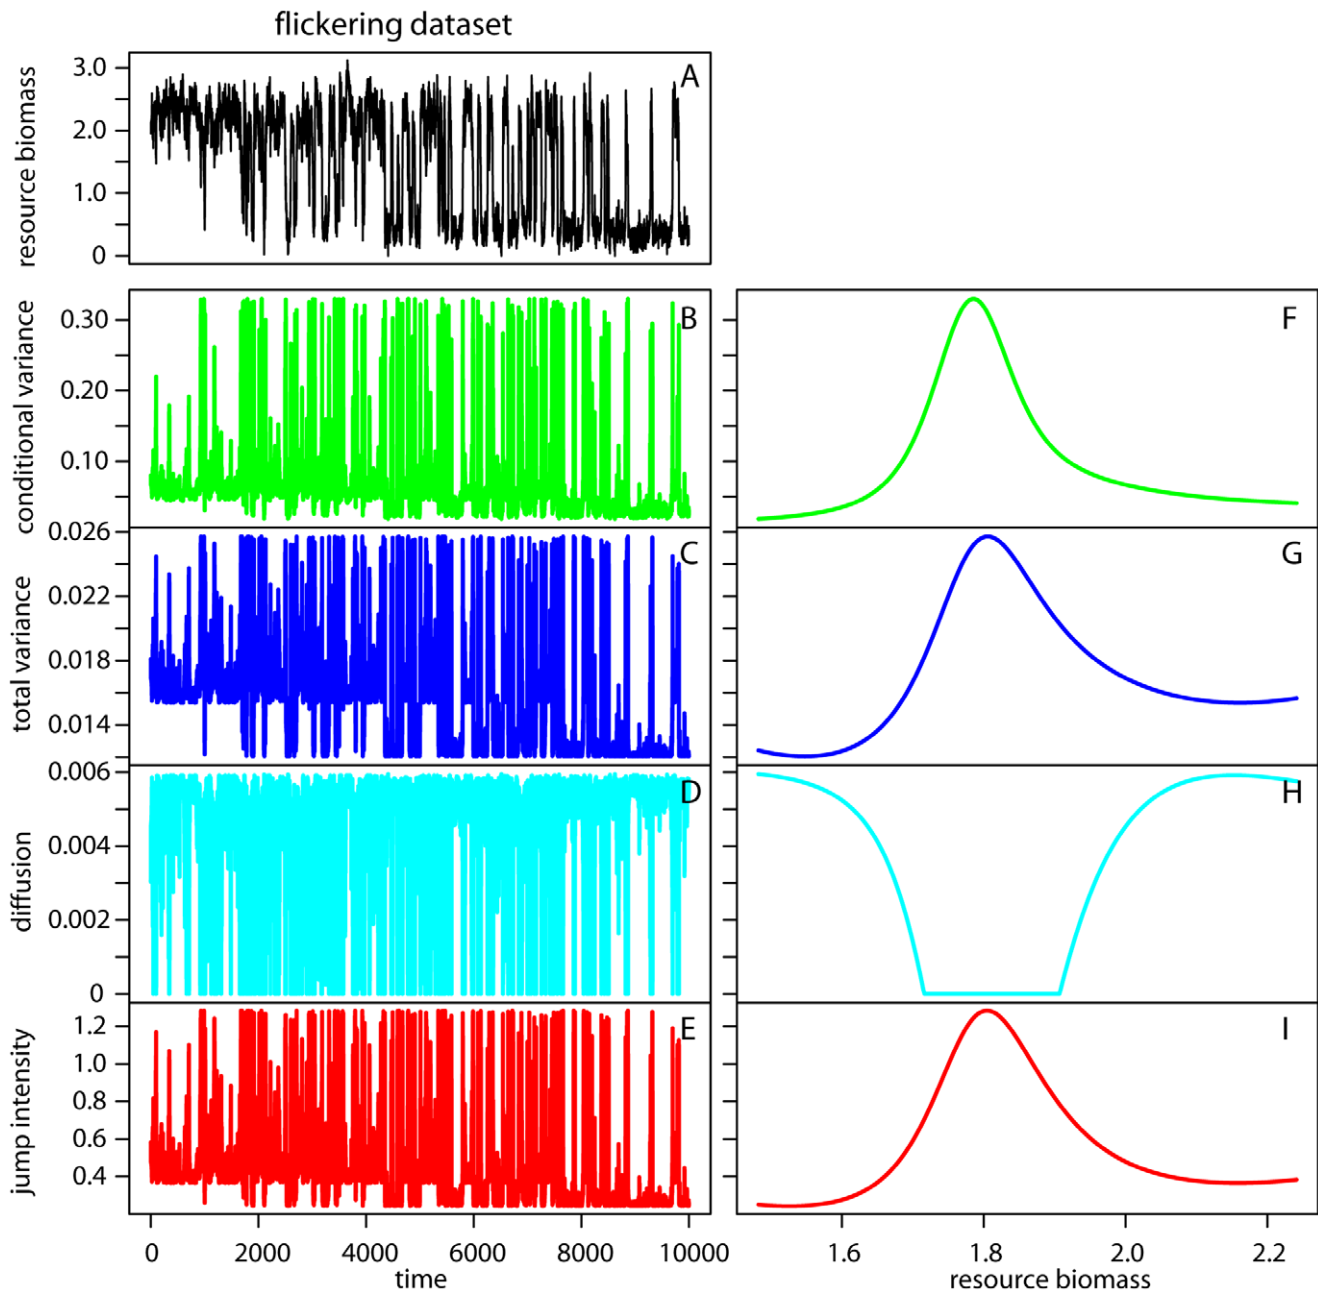 flickering dataset
resource biomass
3.0
2.0
1.0
0
A
conditional variance
0.30
0.20
0.10
B
F
total variance
0.026
0.022
0.018
0.014
C
G
diffusion
0.006
0.004
0.002
0
D
H
jump intensity
1.2
1.0
0.8
0.6
0.4
E
I
0 2000 4000 6000 8000 10000
time
1.6 1.8 2.0 2.2
resource biomass